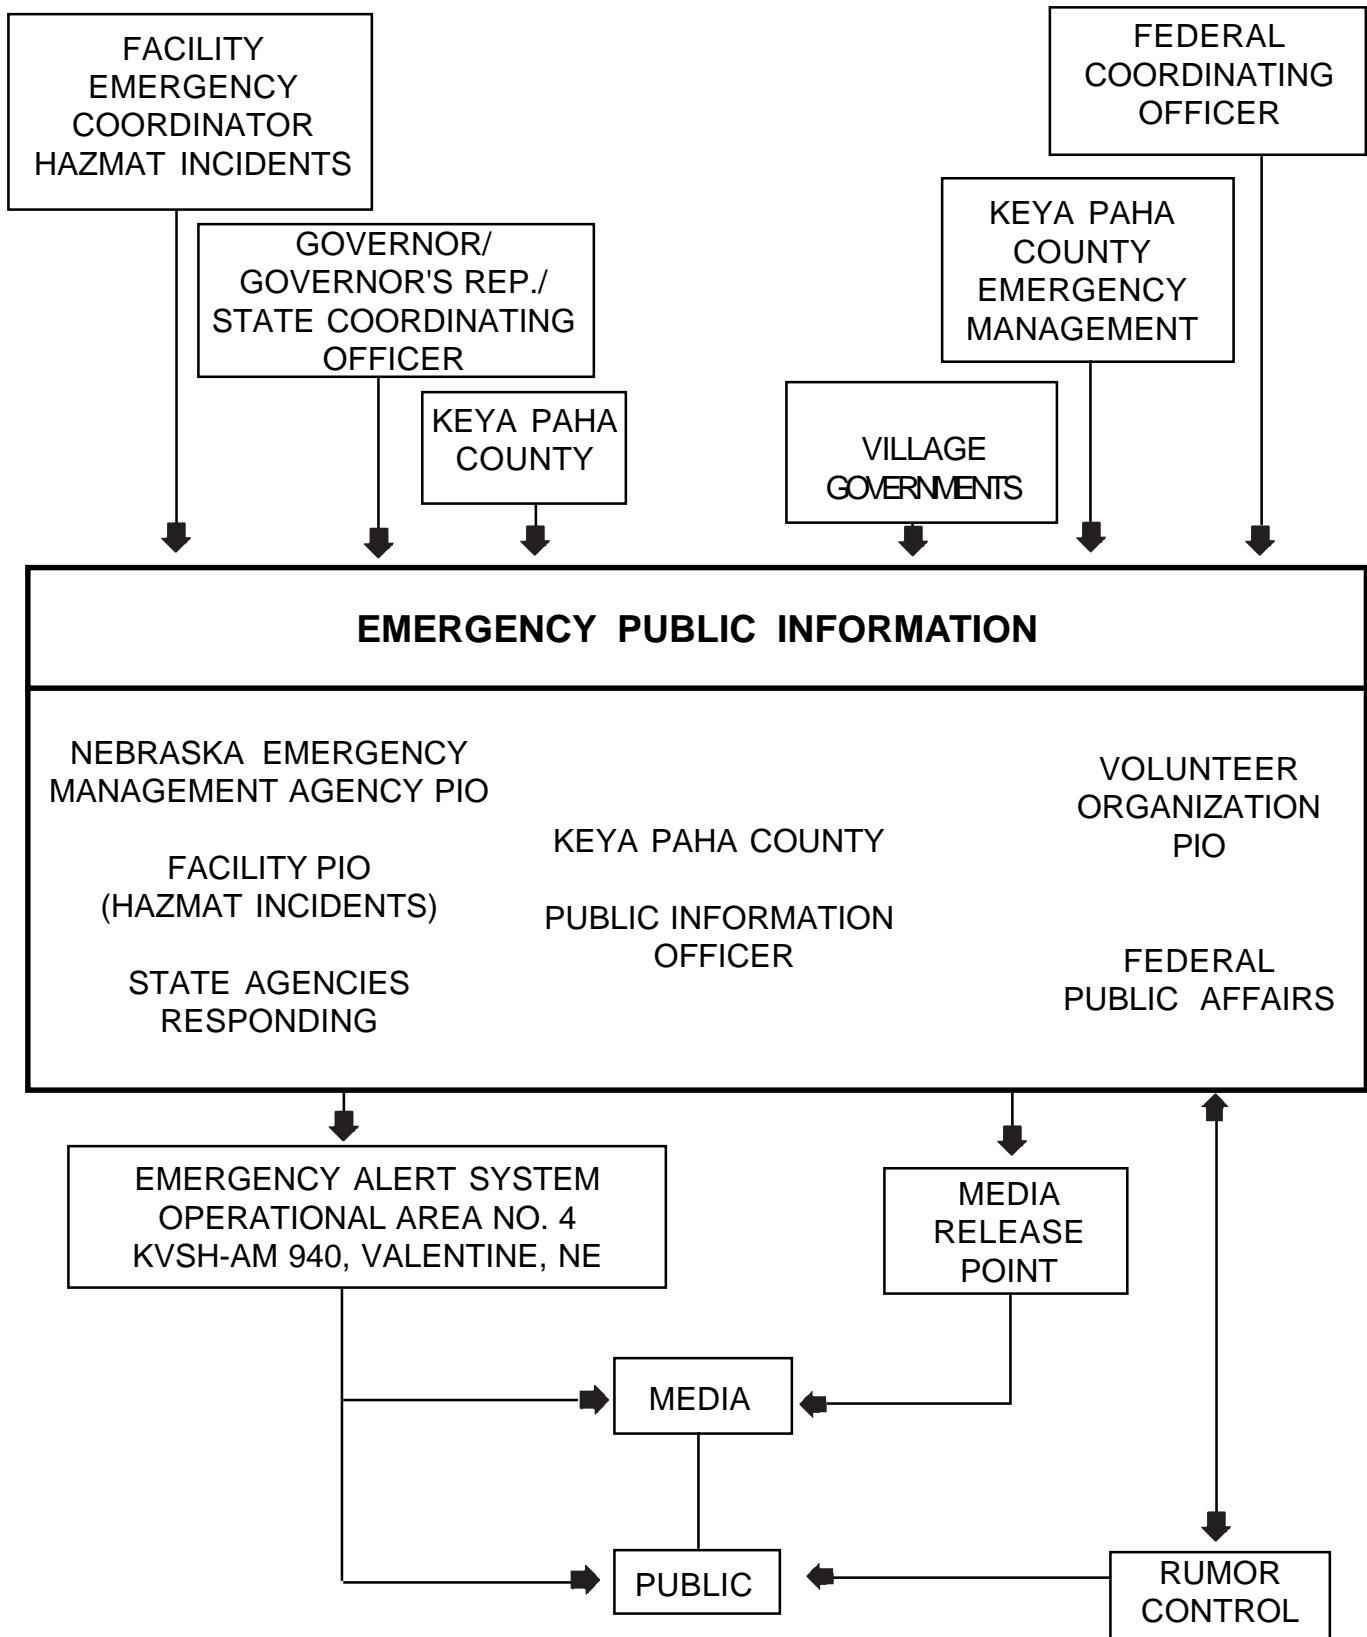 FACILITY
EMERGENCY
COORDINATOR
HAZMAT INCIDENTS
FEDERAL
COORDINATING
OFFICER
GOVERNOR/
GOVERNOR'S REP./
STATE COORDINATING
OFFICER
KEYA PAHA
COUNTY
EMERGENCY
MANAGEMENT
KEYA PAHA
COUNTY
VILLAGE
GOVERNMENTS
EMERGENCY PUBLIC INFORMATION
NEBRASKA EMERGENCY
MANAGEMENT AGENCY PIO
FACILITY PIO
(HAZMAT INCIDENTS)
STATE AGENCIES
RESPONDING
KEYA PAHA COUNTY
PUBLIC INFORMATION
OFFICER
VOLUNTEER
ORGANIZATION
PIO
FEDERAL
PUBLIC AFFAIRS
EMERGENCY ALERT SYSTEM
OPERATIONAL AREA NO. 4
KVSH-AM 940, VALENTINE, NE
MEDIA
RELEASE
POINT
MEDIA
PUBLIC
RUMOR
CONTROL